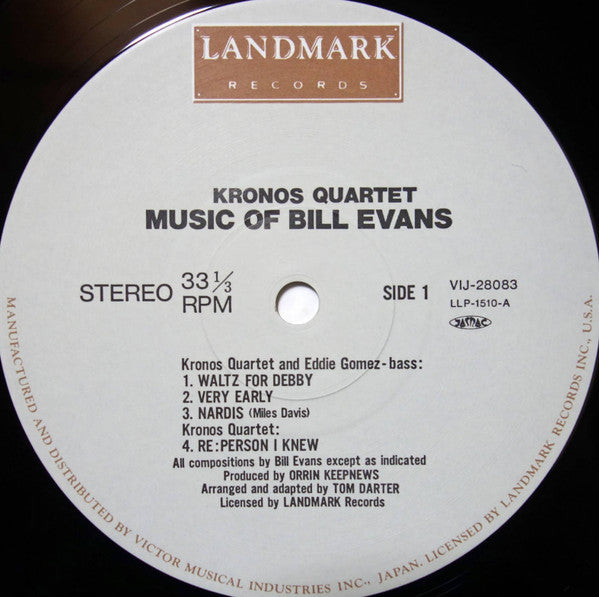 LANDMARK
RECORDS
KRONOS QUARTET
MUSIC OF BILL EVANS
STEREO 33 1/3 RPM
SIDE 1
VIJ-28083
LLP-1510-A
JASRAC
Kronos Quartet and Eddie Gomez-bass:
1. WALTZ FOR DEBBY
2. VERY EARLY
3. NARDIS (Miles Davis)
Kronos Quartet:
4. RE:PERSON I KNEW
All compositions by Bill Evans except as indicated
Produced by ORRIN KEEPNEWS
Arranged and adapted by TOM DARTER
Licensed by LANDMARK Records
MANUFACTURED AND DISTRIBUTED BY VICTOR MUSICAL INDUSTRIES INC., JAPAN. LICENSED BY LANDMARK RECORDS INC., U.S.A.